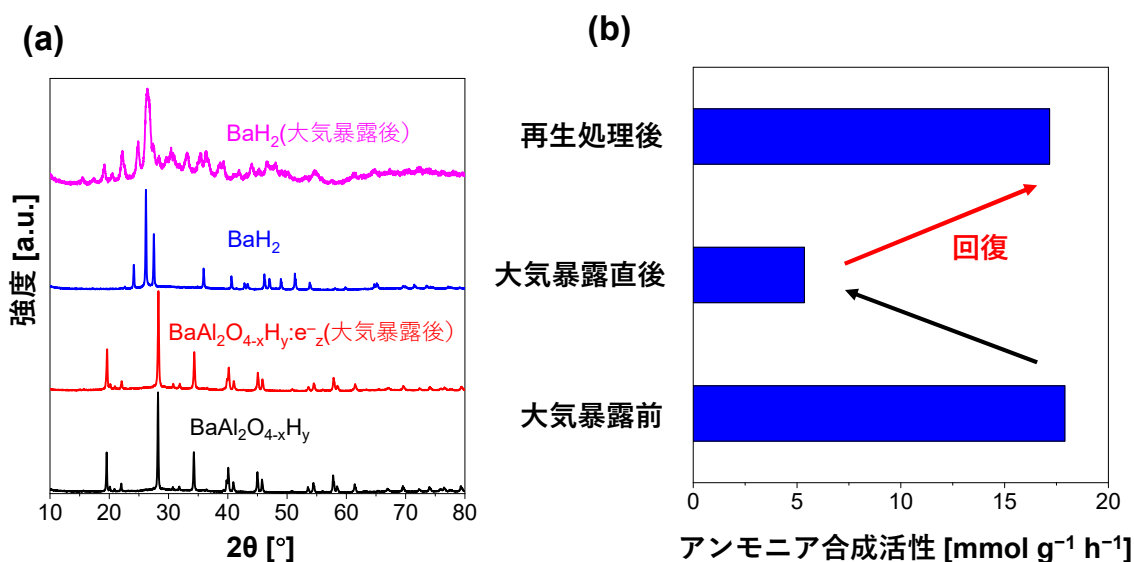 (a)
BaH₂(大気暴露後）
BaH₂
BaAl₂O₄₋ₓHᵧ:e⁻_z(大気暴露後）
BaAl₂O₄₋ₓHᵧ
強度 [a.u.]
10 20 30 40 50 60 70 80
2θ [°]
(b)
再生処理後
大気暴露直後
大気暴露前
回復
0 5 10 15 20
アンモニア合成活性 [mmol g⁻¹ h⁻¹]